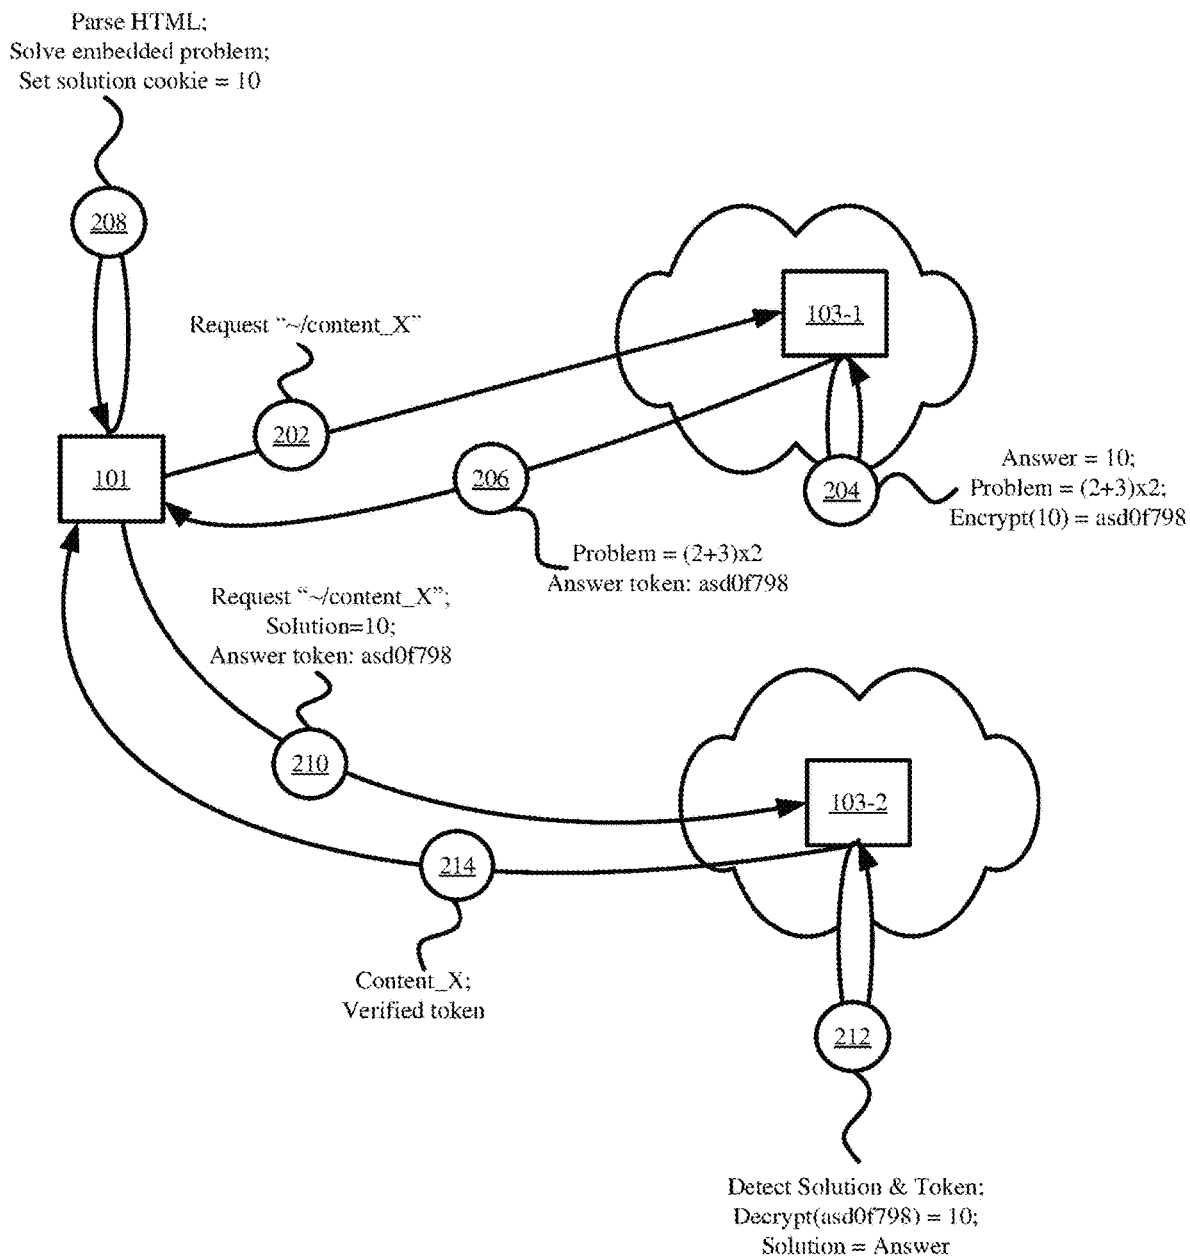 Parse HTML;
Solve embedded problem;
Set solution cookie = 10
208
Request “~/content_X”
103-1
202
101
206
204
Answer = 10;
Problem = (2+3)x2;
Encrypt(10) = asd0f798
Problem = (2+3)x2
Answer token: asd0f798
Request “~/content_X”;
Solution=10;
Answer token: asd0f798
210
103-2
214
Content_X;
Verified token
212
Detect Solution & Token;
Decrypt(asd0f798) = 10;
Solution = Answer